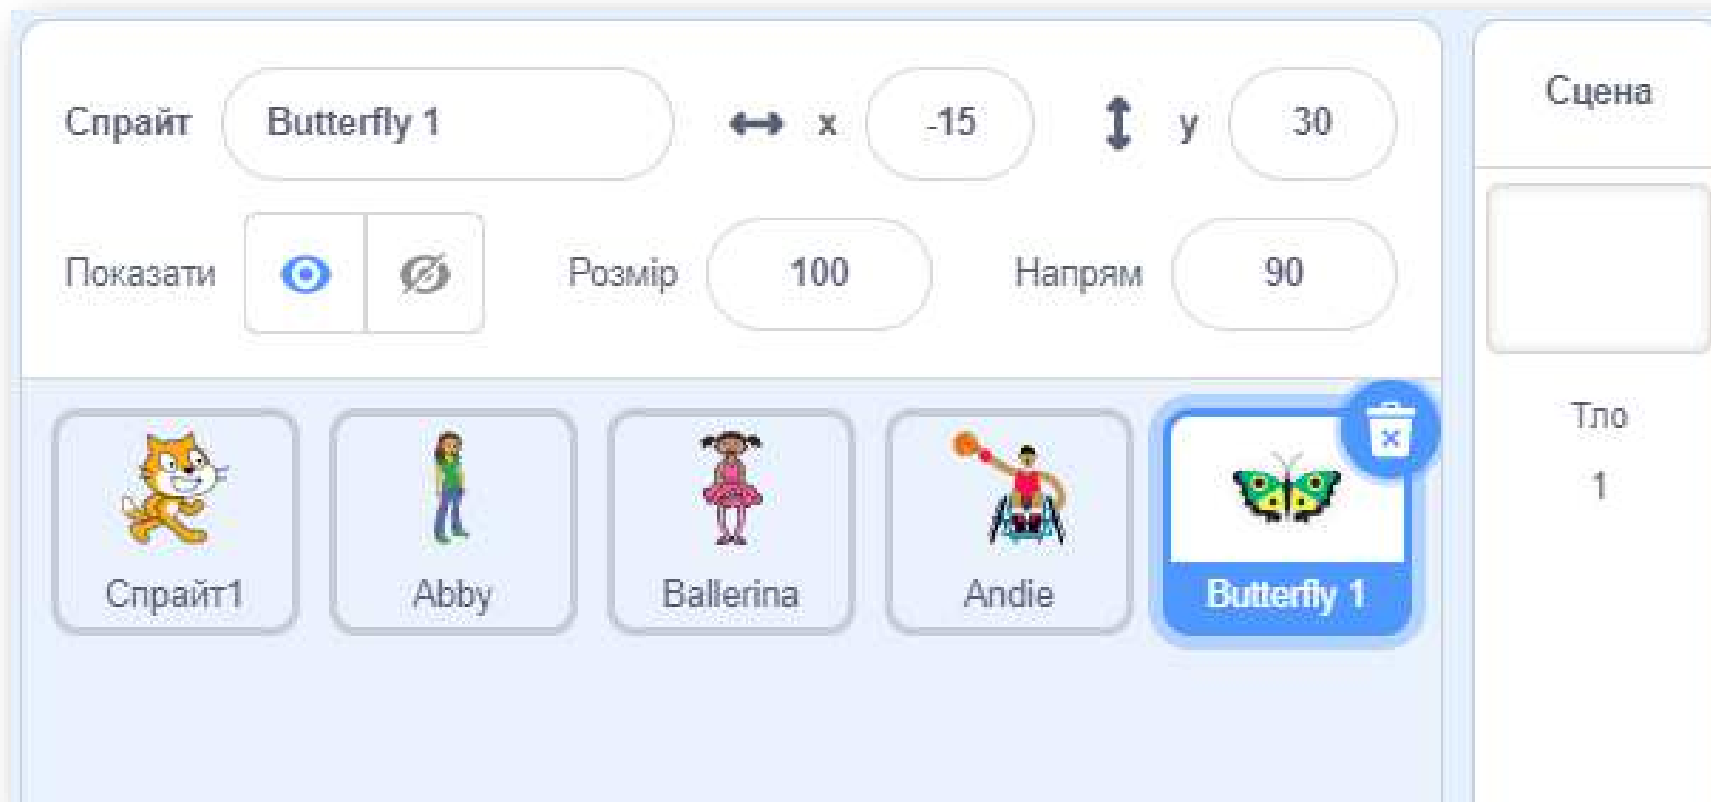 Спрайт Butterfly 1 x -15 y 30
Показати Розмір 100 Напрям 90
Спрайт1 Abby Ballerina Andie Butterfly 1
Сцена
Тло
1